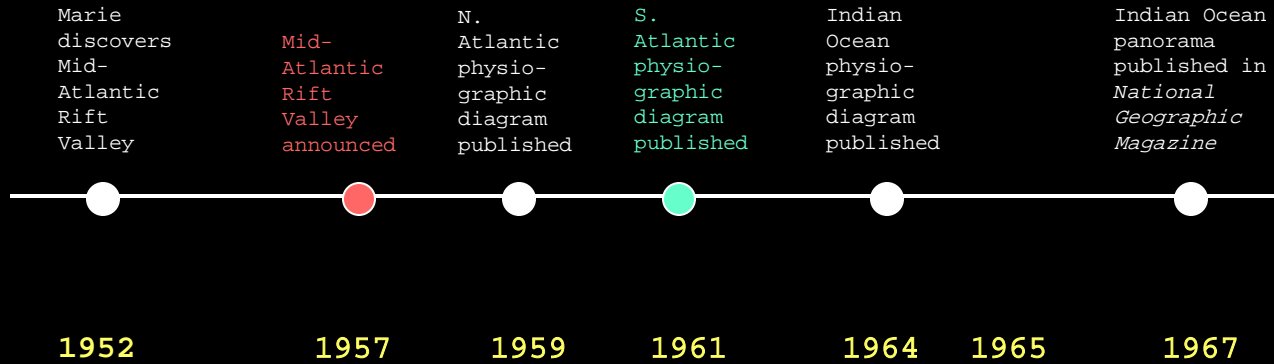 Marie
discovers
Mid-
Atlantic
Rift
Valley
Mid-
Atlantic
Rift
Valley
announced
N.
Atlantic
physio-
graphic
diagram
published
S.
Atlantic
physio-
graphic
diagram
published
Indian
Ocean
physio-
graphic
diagram
published
Indian Ocean
panorama
published in
National
Geographic
Magazine
1952 1957 1959 1961 1964 1965 1967